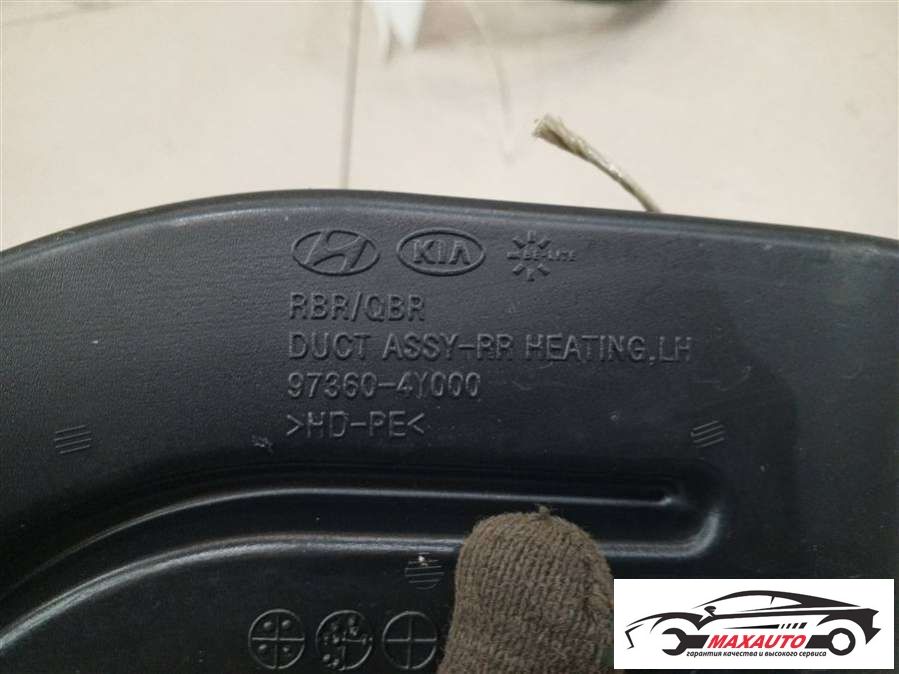 KIA
RBR/QBR
DUCT ASSY-RR HEATING,LH
97360-4Y000
>HD-PE<
MAXAUTO
гарантия качества и высокого сервиса